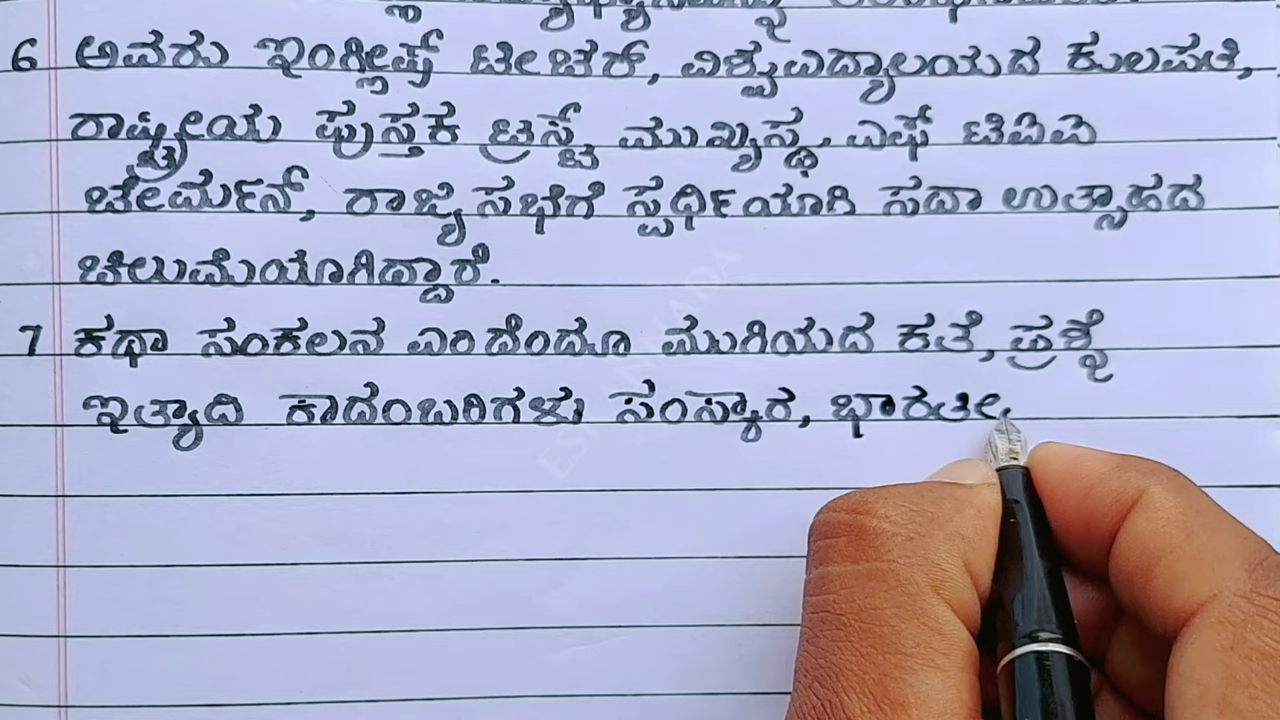 6 ಅವರು ಇಂಗ್ಲೀಷ್ ಟೀಚರ್, ವಿಶ್ವವಿದ್ಯಾಲಯದ ಕುಲಪತಿ,
ರಾಷ್ಟ್ರೀಯ ಪುಸ್ತಕ ಟ್ರಸ್ಟ್ ಮುಖ್ಯಸ್ಥ, ಎಫ್ ಟಿಪಿಪಿ
ಚೇರ್ಮನ್, ರಾಜ್ಯಸಭೆಗೆ ಸ್ಪರ್ಧಿಯಾಗಿ ಸದಾ ಉತ್ಸಾಹದ
ಚಿಲುಮೆಯಾಗಿದ್ದಾರೆ.
7 ಕಥಾ ಸಂಕಲನ ಎಂದೆಂದೂ ಮುಗಿಯದ ಕತೆ, ಪ್ರಶ್ನೆ
ಇತ್ಯಾದಿ ಕಾದಂಬರಿಗಳು ಸಂಸ್ಕಾರ, ಭಾರತೀ